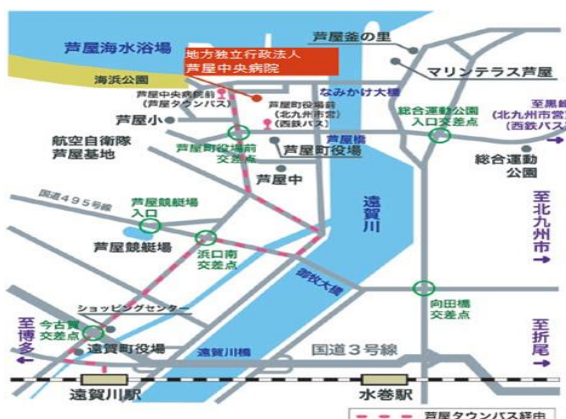 芦屋海水浴場
地方独立行政法人
芦屋中央病院
芦屋釜の里
マリンテラス芦屋
海浜公園
なみかけ大橋
芦屋中央病院前
(芦屋タウンバス)
芦屋町役場前
(北九州市営)
(西鉄バス)
総合運動公園
入口交差点
至黒崎
(北九州市営)
(西鉄バス)
芦屋小
航空自衛隊
芦屋基地
芦屋橋
芦屋町役場前
交差点
芦屋町役場
総合運動
公園
芦屋中
国道495号線
芦屋競艇場
入口
遠賀川
至北九州市
芦屋競艇場
浜口南
交差点
御牧大橋
向田橋
交差点
ショッピングセンター
今古賀
交差点
至博多
遠賀町役場
遠賀川橋
国道3号線
至折尾
遠賀川駅
水巻駅
芦屋タウンバス経由